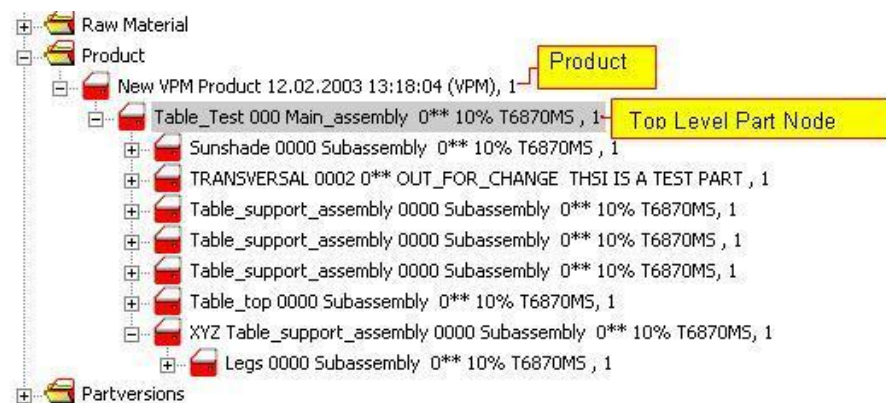 Raw Material
Product
Product
New VPM Product 12.02.2003 13:18:04 (VPM), 1
Table_Test 000 Main_assembly 0** 10% T6870MS , 1
Top Level Part Node
Sunshade 0000 Subassembly 0** 10% T6870MS , 1
TRANSVERSAL 0002 0** OUT_FOR_CHANGE THSI IS A TEST PART , 1
Table_support_assembly 0000 Subassembly 0** 10% T6870MS, 1
Table_support_assembly 0000 Subassembly 0** 10% T6870MS , 1
Table_support_assembly 0000 Subassembly 0** 10% T6870MS, 1
Table_top 0000 Subassembly 0** 10% T6870MS, 1
XYZ Table_support_assembly 0000 Subassembly 0** 10% T6870MS, 1
Legs 0000 Subassembly 0** 10% T6870MS , 1
Partversions